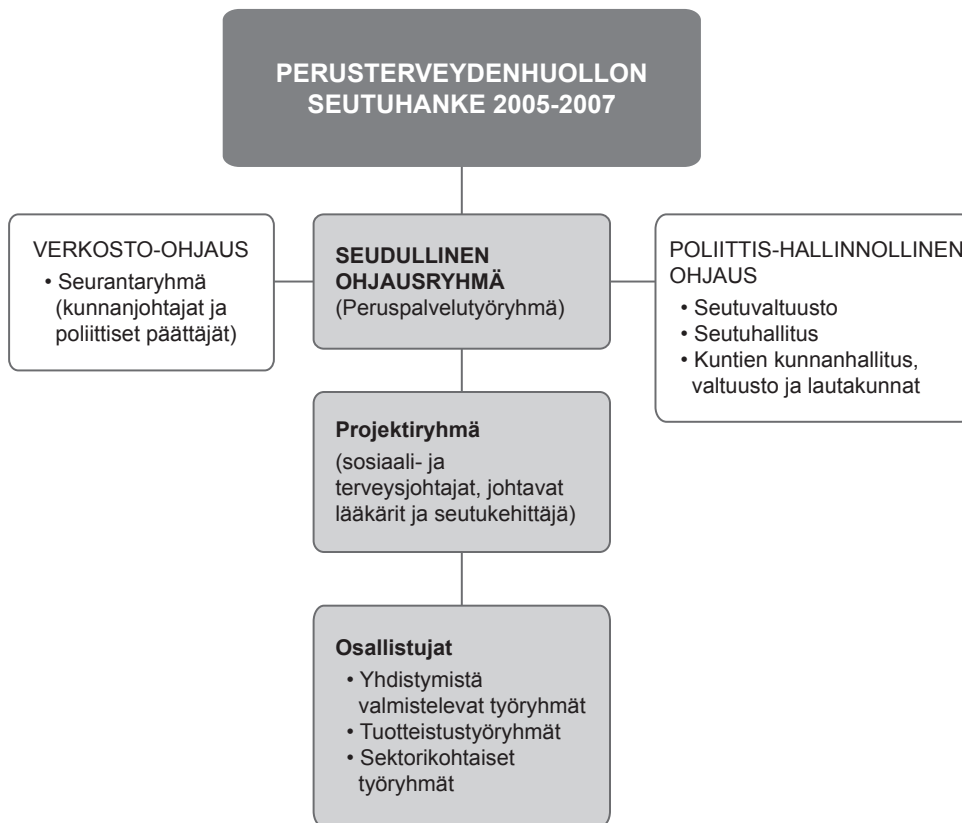 PERUSTERVEYDENHUOLLON
SEUTUHANKE 2005-2007
VERKOSTO-OHJAUS
• Seurantaryhmä
(kunnanjohtajat ja
poliittiset päättäjät)
SEUDULLINEN
OHJAUSRYHMÄ
(Peruspalvelutyöryhmä)
POLIITTIS-HALLINNOLLINEN
OHJAUS
• Seutuvaltuusto
• Seutuhallitus
• Kuntien kunnanhallitus,
valtuusto ja lautakunnat
Projektiryhmä
(sosiaali- ja
terveysjohtajat, johtavat
lääkärit ja seutukehittäjä)
Osallistujat
• Yhdistymistä
valmistelevat työryhmät
• Tuotteistustyöryhmät
• Sektorikohtaiset
työryhmät